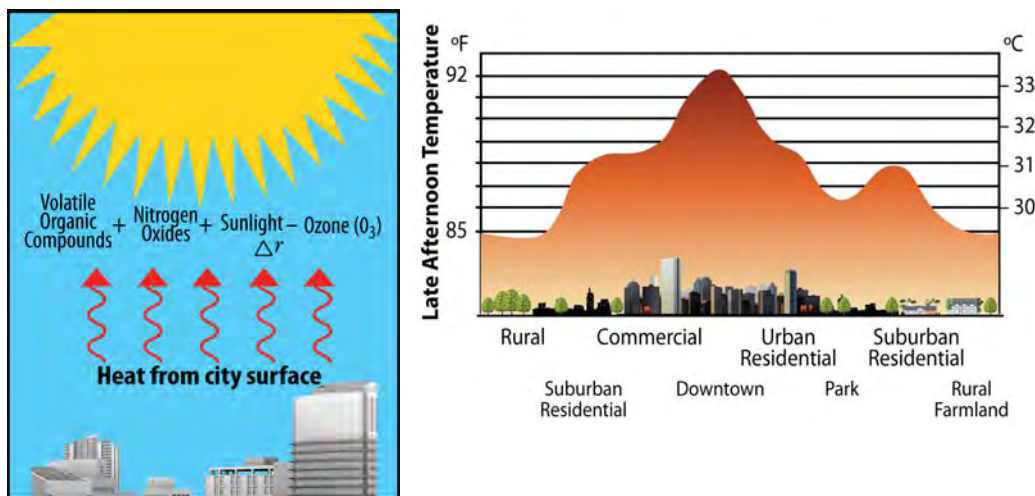 Volatile
Organic
Compounds
+
Nitrogen
Oxides
+
Sunlight – Ozone (O₃)
△r
Heat from city surface
Late Afternoon Temperature
ºF
92
85
ºC
33
32
31
30
Rural
Commercial
Urban
Residential
Suburban
Residential
Suburban
Residential
Downtown
Park
Rural
Farmland